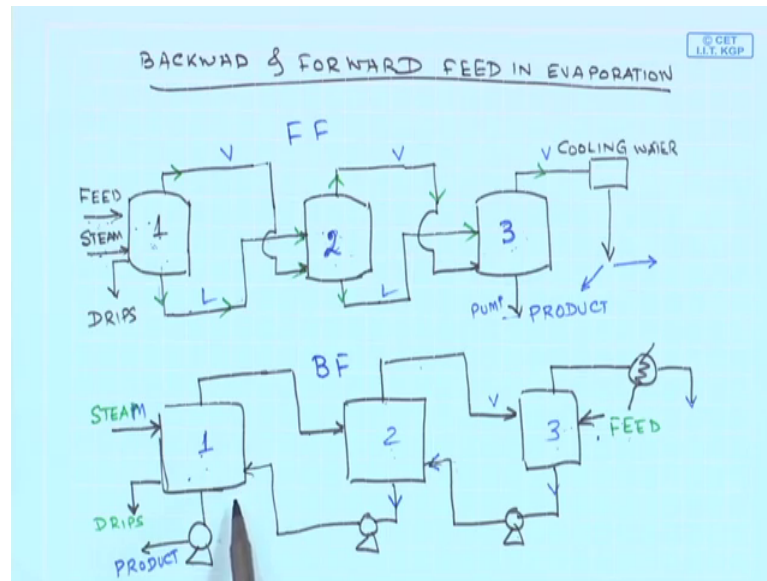 © CET
I.I.T. KGP
BACKWAD & FORWARD FEED IN EVAPORATION
FF
V
V
V COOLING WATER
FEED
STEAM
1
2
3
DRIPS
L
L
PUMP
PRODUCT
BF
STEAM
1
2
V
3
FEED
DRIPS
PRODUCT